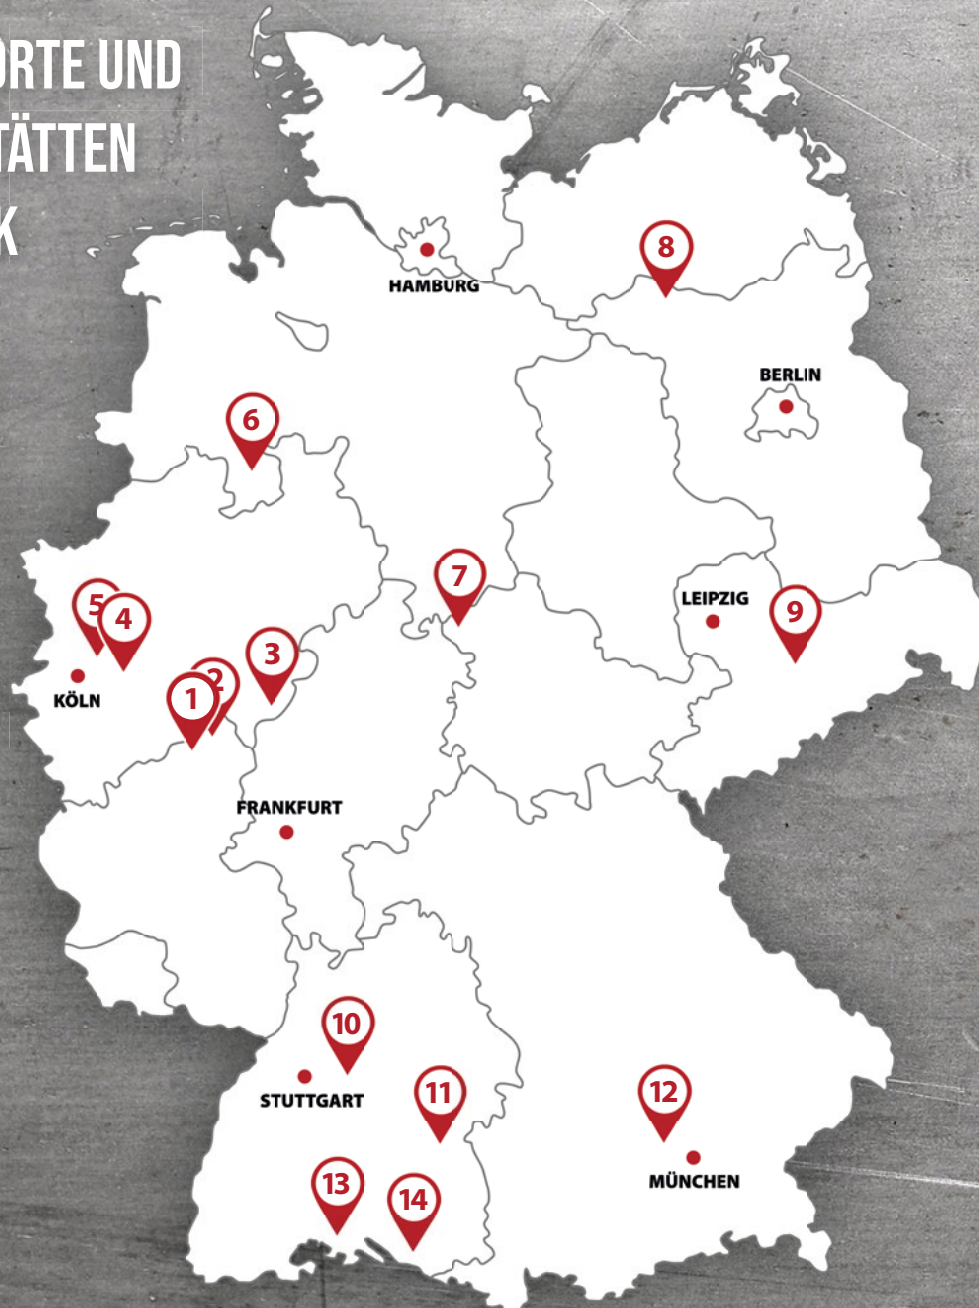 ORTE UND
TÄTTEN
K
8
HAMBURG
BERLIN
6
7
5
4
LEIPZIG
9
3
2
1
KÖLN
FRANKFURT
10
STUTTGART
11
12
MÜNCHEN
13
14